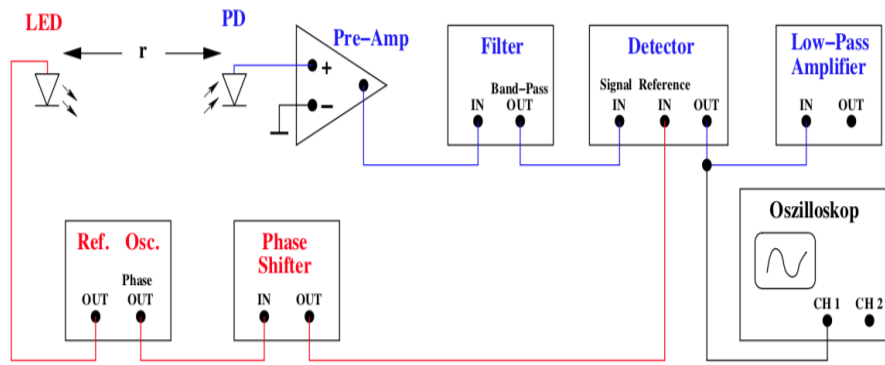 LED
r
PD
Pre-Amp
+
-
Filter
Band-Pass
IN OUT
Detector
Signal Reference
IN IN OUT
Low-Pass
Amplifier
IN OUT
Ref. Osc.
Phase
OUT OUT
Phase
Shifter
IN OUT
Oszilloskop
CH 1 CH 2